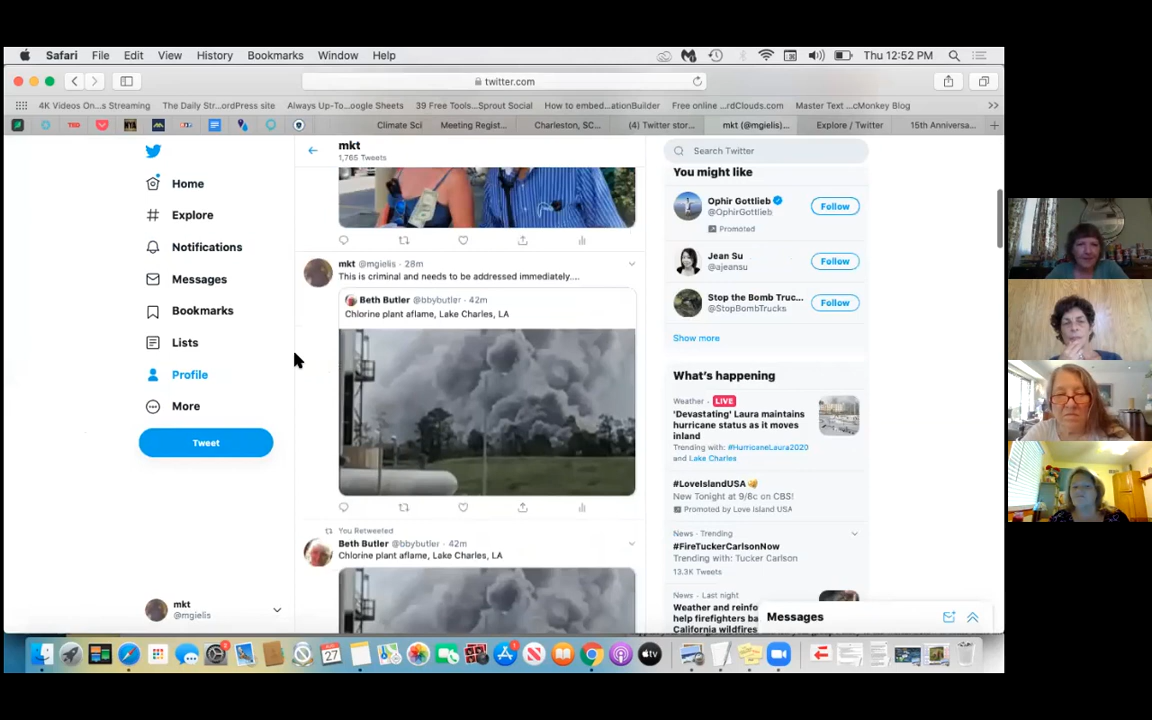 Safari File Edit View History Bookmarks Window Help Thu 12:52 PM
twitter.com
4K Videos On...s Streaming The Daily Str...ordPress site Always Up-To...oogle Sheets 39 Free Tools...Sprout Social How to embed...ationBuilder Free online ...rdClouds.com Master Text ...cMonkey Blog
TED Climate Sci Meeting Regist... Charleston, SC... (4) Twitter stor... mkt (@mgielis)... Explore / Twitter 15th Anniversa...
Home
Explore
Notifications
Messages
Bookmarks
Lists
Profile
More
Tweet
mkt
@mgielis
mkt
1,765 Tweets
mkt @mgielis · 28m
This is criminal and needs to be addressed immediately....
Beth Butler @bbybutler · 42m
Chlorine plant aflame, Lake Charles, LA
You Retweeted
Beth Butler @bbybutler · 42m
Chlorine plant aflame, Lake Charles, LA
Search Twitter
You might like
Ophir Gottlieb
@OphirGottlieb
Follow
Promoted
Jean Su
@ajeansu
Follow
Stop the Bomb Truc...
@StopBombTrucks
Follow
Show more
What's happening
Weather · LIVE
'Devastating' Laura maintains
hurricane status as it moves
inland
Trending with: #HurricaneLaura2020
and Lake Charles
#LoveIslandUSA
New Tonight at 9/8c on CBS!
Promoted by Love Island USA
News · Trending
#FireTuckerCarlsonNow
Trending with: Tucker Carlson
13.3K Tweets
News · Last night
Weather and reinfo
help firefighters ba
California wildfires
Messages
27
tv